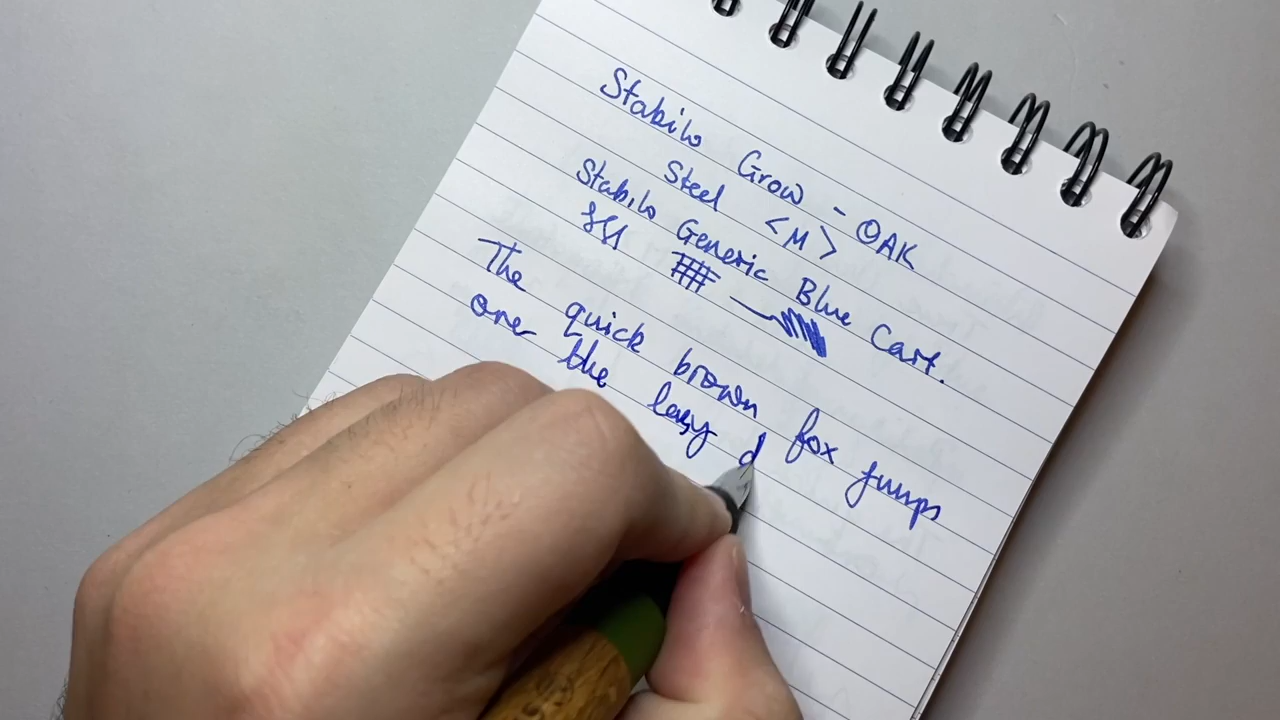 Stabilo Grow - OAK
Steel <M>
Stabilo Generic Blue Cart.
The quick brown fox jumps
over the lazy d